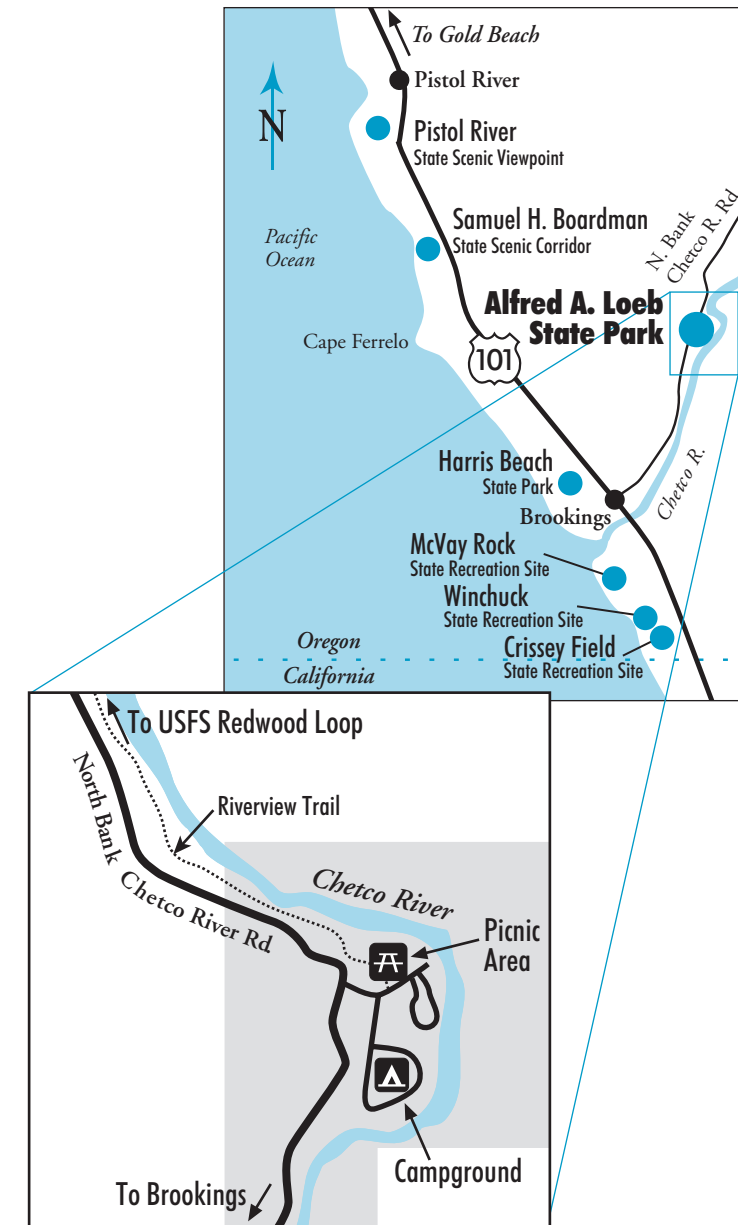 To Gold Beach
Pistol River
N
Pistol River
State Scenic Viewpoint
Samuel H. Boardman
State Scenic Corridor
Pacific
Ocean
N. Bank
Chetco R. Rd
Alfred A. Loeb
State Park
Cape Ferrelo
101
Harris Beach
State Park
Chetco R.
Brookings
McVay Rock
State Recreation Site
Winchuck
State Recreation Site
Crissey Field
State Recreation Site
Oregon
California
To USFS Redwood Loop
Riverview Trail
North Bank Chetco River Rd
Chetco River
Picnic
Area
Campground
To Brookings